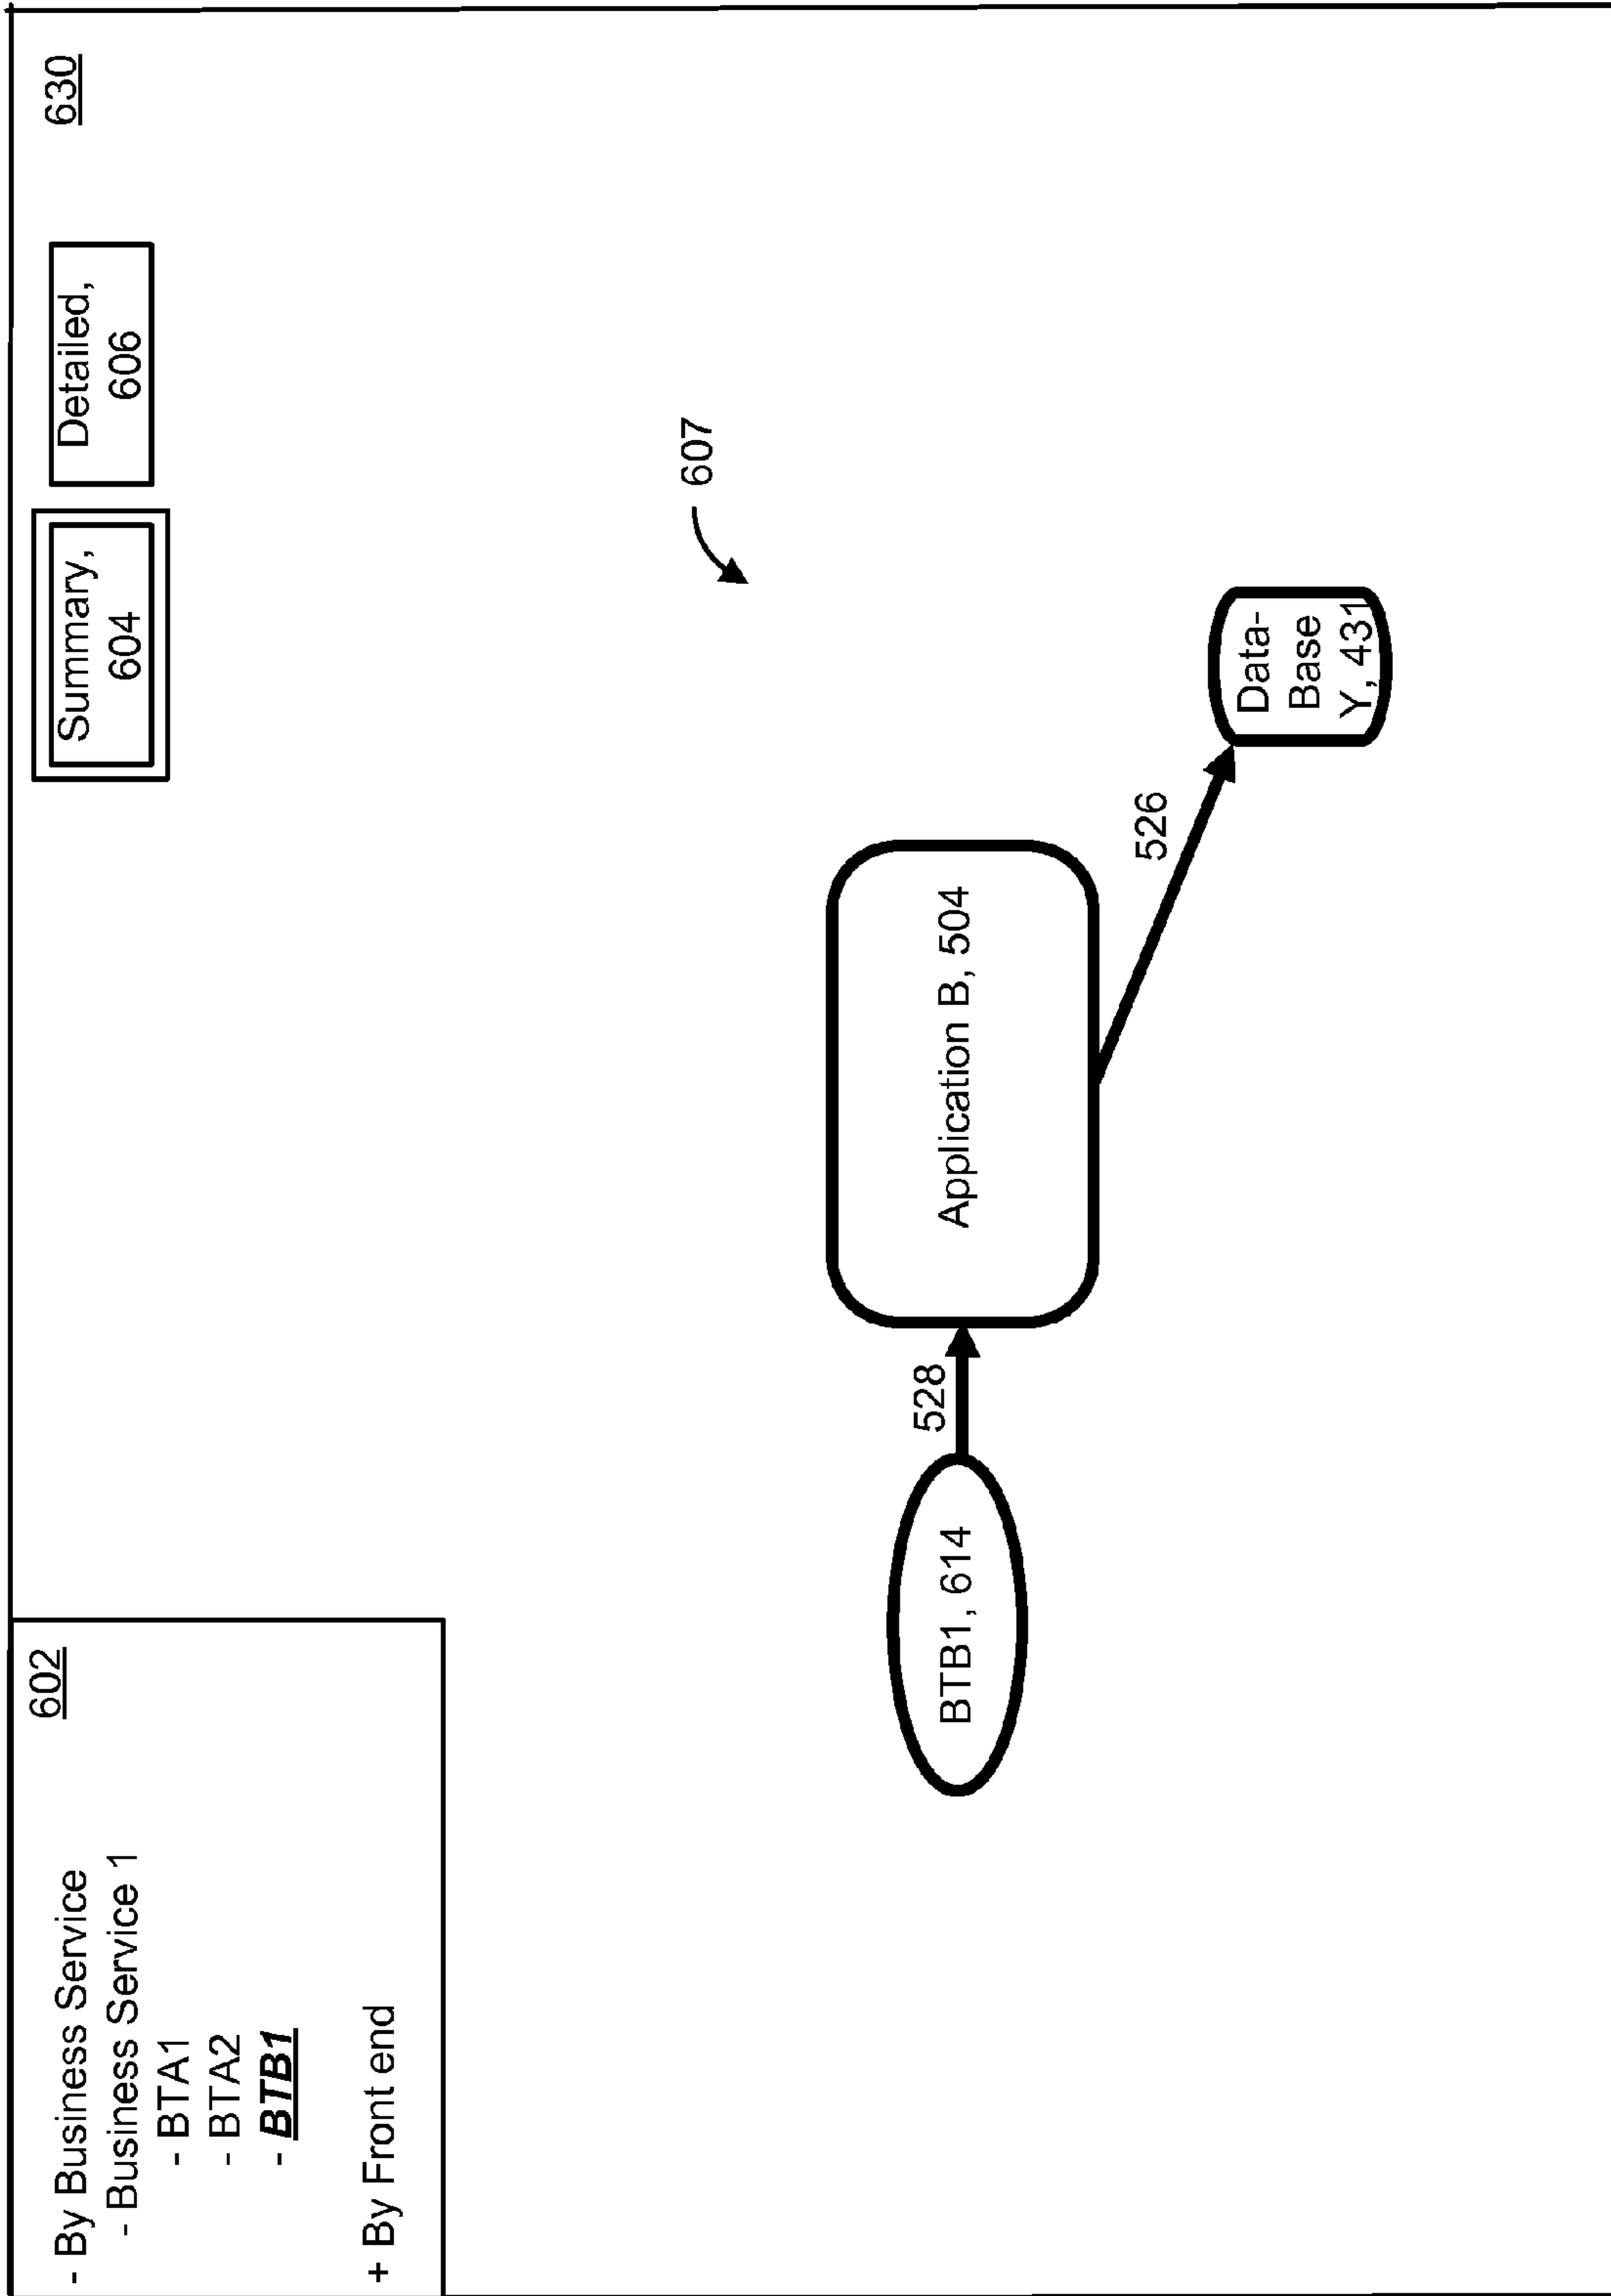 602
- By Business Service
- Business Service 1
- BTA1
- BTA2
- BTB1
+ By Front end
Summary,
604
Detailed,
606
630
607
BTB1, 614
528
Application B, 504
526
Data-
Base
Y, 431